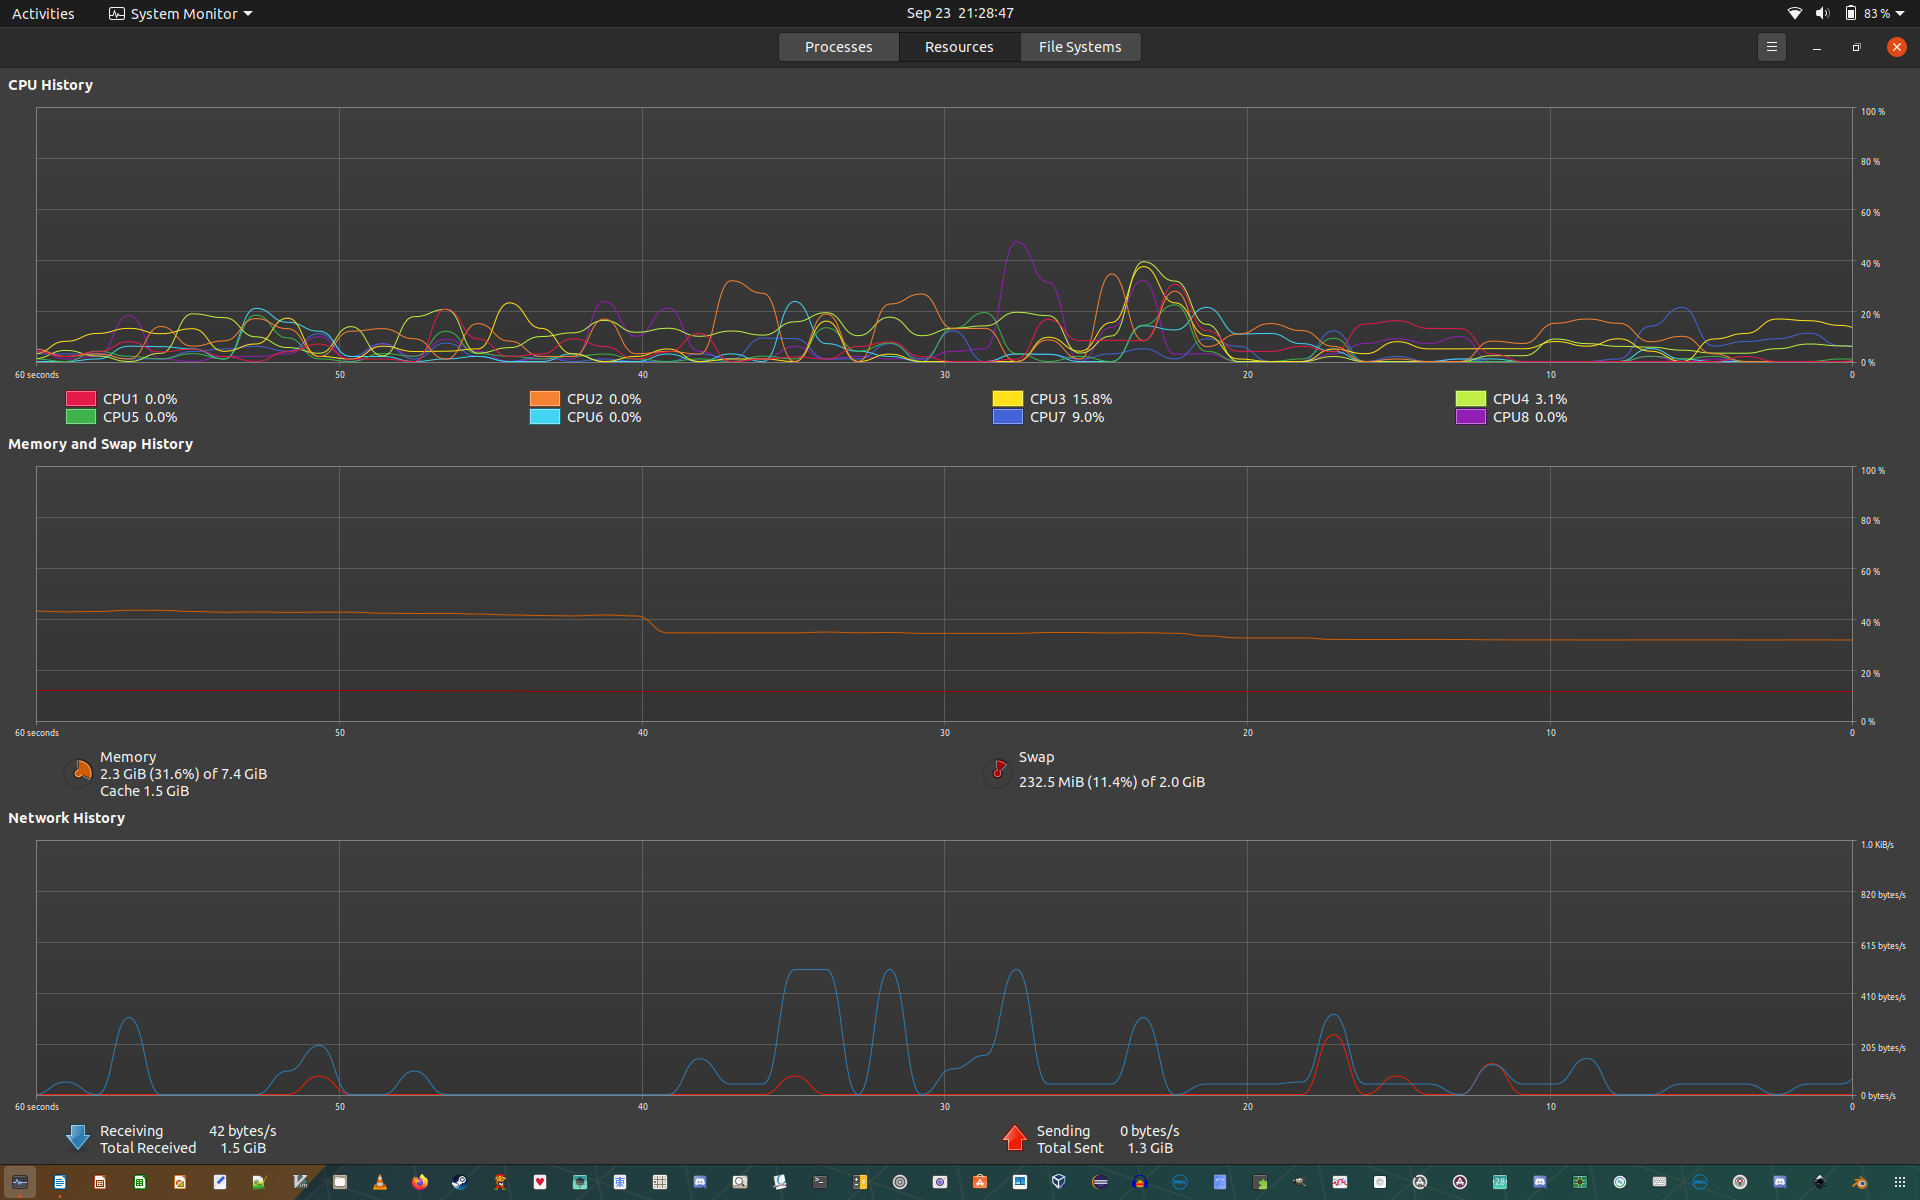 Activities System Monitor Sep 23 21:28:47 83 %
Processes Resources File Systems
CPU History
100 %
80 %
60 %
40 %
20 %
0 %
60 seconds 50 40 30 20 10 0
CPU1 0.0% CPU2 0.0% CPU3 15.8% CPU4 3.1%
CPU5 0.0% CPU6 0.0% CPU7 9.0% CPU8 0.0%
Memory and Swap History
100 %
80 %
60 %
40 %
20 %
0 %
60 seconds 50 40 30 20 10 0
Memory
2.3 GiB (31.6%) of 7.4 GiB
Cache 1.5 GiB
Swap
232.5 MiB (11.4%) of 2.0 GiB
Network History
1.0 KiB/s
820 bytes/s
615 bytes/s
410 bytes/s
205 bytes/s
0 bytes/s
60 seconds 50 40 30 20 10 0
Receiving 42 bytes/s
Total Received 1.5 GiB
Sending 0 bytes/s
Total Sent 1.3 GiB